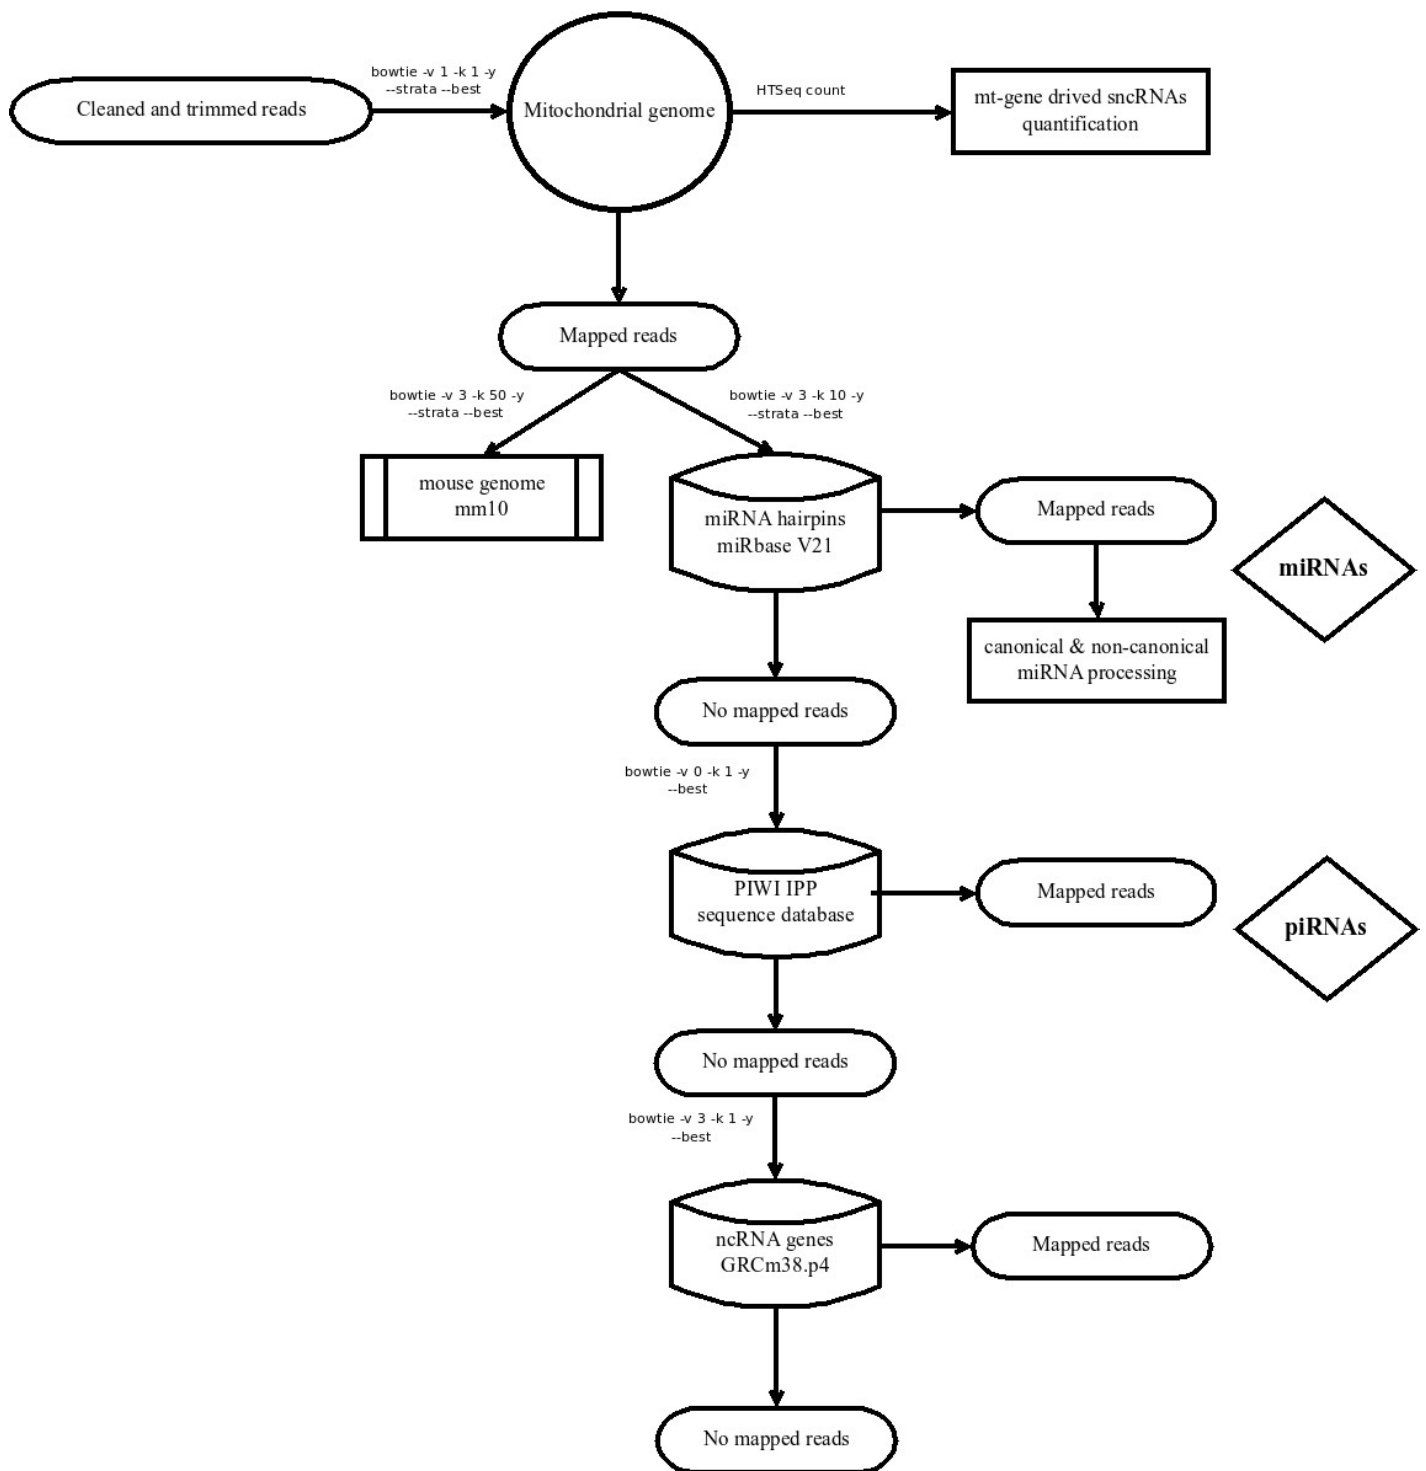 bowtie -v 1 -k 1 -y
--strata --best
Cleaned and trimmed reads
Mitochondrial genome
HTSeq count
mt-gene drived sncRNAs
quantification
Mapped reads
bowtie -v 3 -k 50 -y
--strata --best
bowtie -v 3 -k 10 -y
--strata --best
mouse genome
mm10
miRNA hairpins
miRbase V21
Mapped reads
miRNAs
canonical & non-canonical
miRNA processing
No mapped reads
bowtie -v 0 -k 1 -y
--best
PIWI IPP
sequence database
Mapped reads
piRNAs
No mapped reads
bowtie -v 3 -k 1 -y
--best
ncRNA genes
GRCm38.p4
Mapped reads
No mapped reads